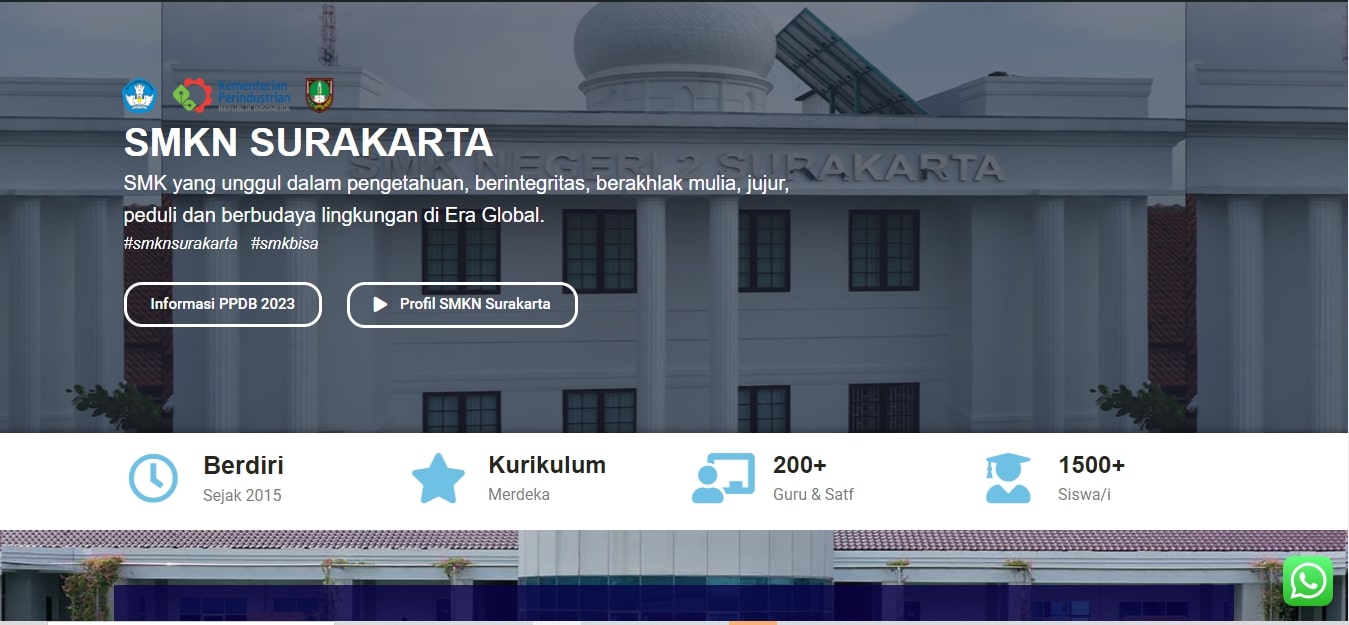 Kementerian
Perindustrian
REPUBLIK INDONESIA
SMKN SURAKARTA
SMK NEGERI 2 SURAKARTA
SMK yang unggul dalam pengetahuan, berintegritas, berakhlak mulia, jujur,
peduli dan berbudaya lingkungan di Era Global.
#smknsurakarta #smkbisa
Informasi PPDB 2023
Profil SMKN Surakarta
Berdiri
Sejak 2015
Kurikulum
Merdeka
200+
Guru & Satf
1500+
Siswa/i